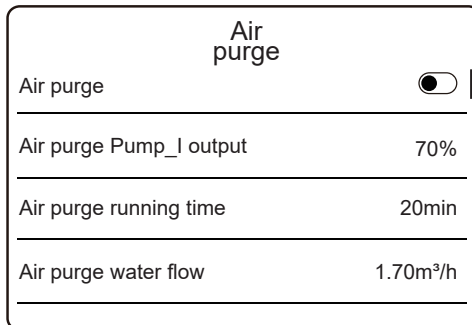 Air
purge
Air purge
Air purge Pump_I output 70%
Air purge running time 20min
Air purge water flow 1.70m³/h